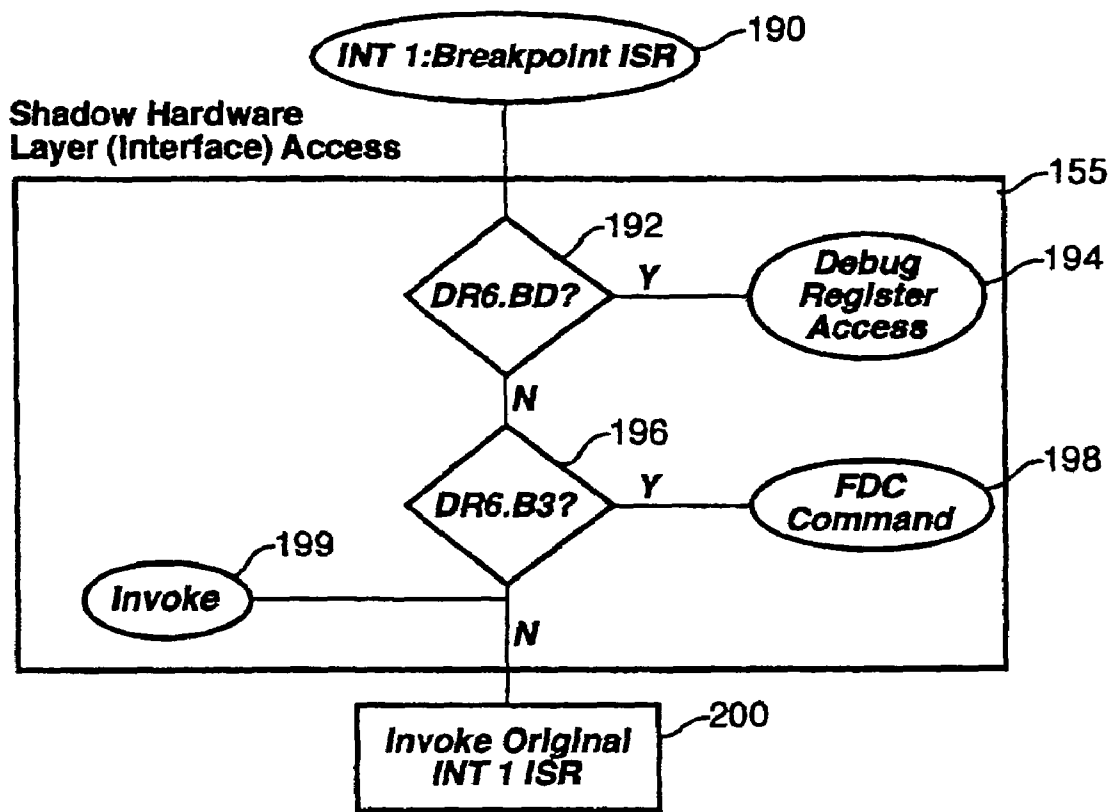 INT 1:Breakpoint ISR
190
Shadow Hardware
Layer (Interface) Access
155
192
DR6.BD?
Y
Debug
Register
Access
194
N
196
DR6.B3?
Y
FDC
Command
198
199
Invoke
N
200
Invoke Original
INT 1 ISR